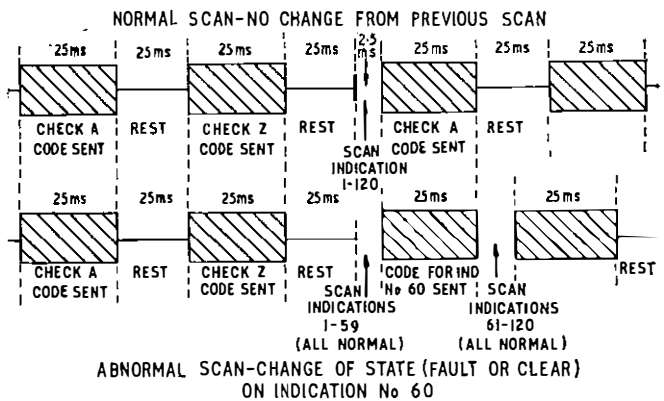 NORMAL SCAN-NO CHANGE FROM PREVIOUS SCAN
25ms 25ms 25ms 25ms 2·5 ms 25ms 25ms 25ms
CHECK A CODE SENT
REST
CHECK Z CODE SENT
REST
SCAN INDICATION 1-120
CHECK A CODE SENT
REST
25ms 25ms 25ms 25ms 25ms 25ms
CHECK A CODE SENT
REST
CHECK Z CODE SENT
REST
SCAN INDICATIONS 1-59 (ALL NORMAL)
CODE FOR IND No 60 SENT
SCAN INDICATIONS 61-120 (ALL NORMAL)
REST
ABNORMAL SCAN-CHANGE OF STATE (FAULT OR CLEAR)
ON INDICATION No 60